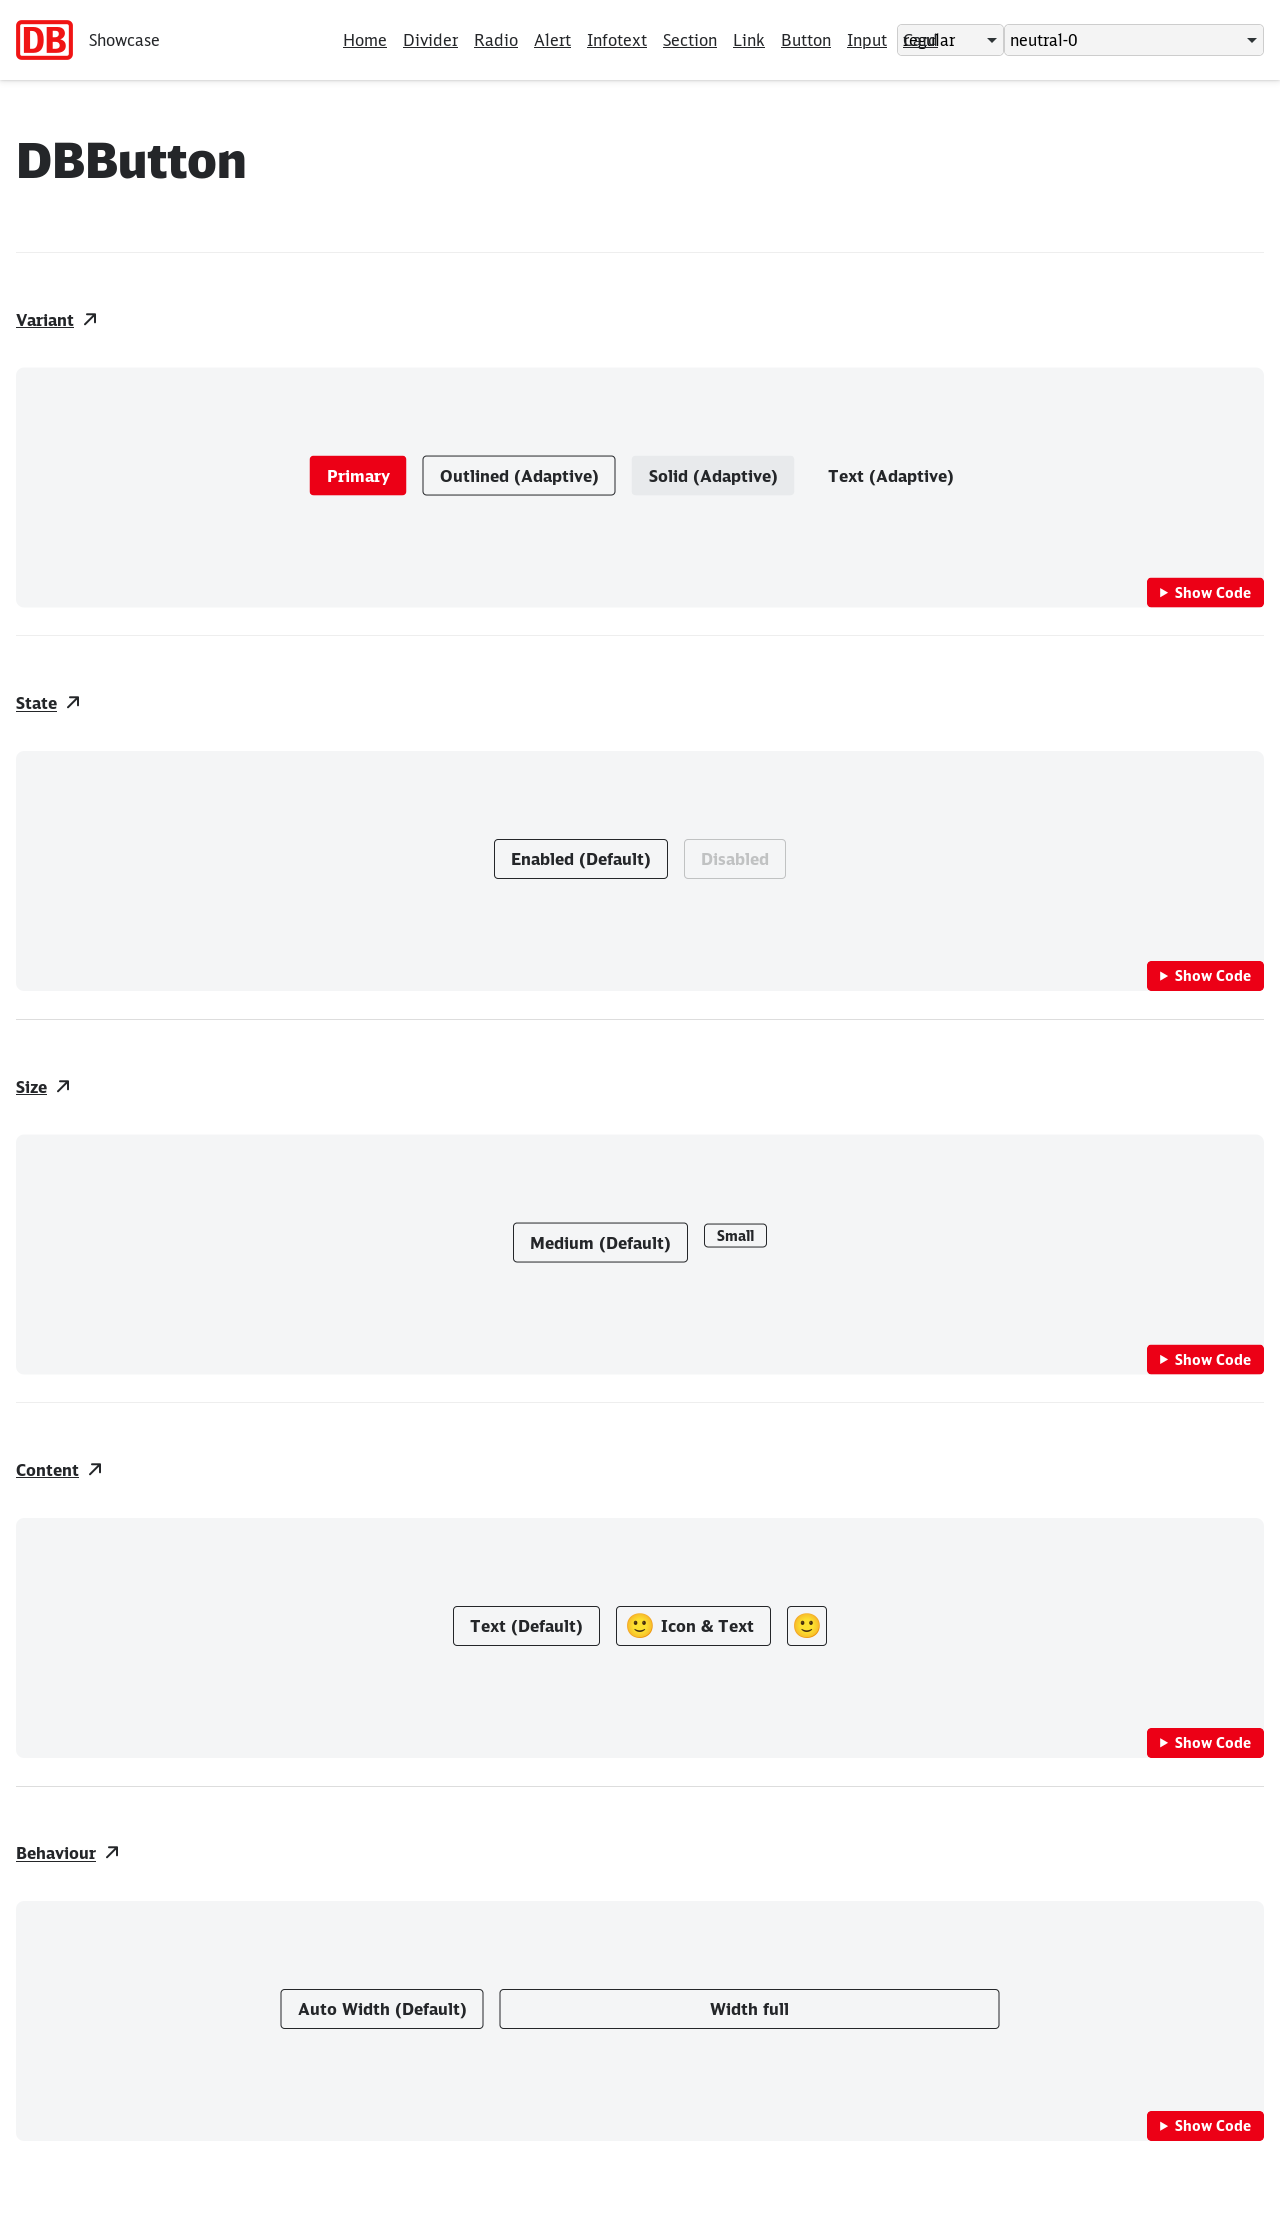 DB Showcase Home Divider Radio Alert Infotext Section Link Button Input Card regular neutral-0
DBButton
Variant
Primary Outlined (Adaptive) Solid (Adaptive) Text (Adaptive)
Show Code
State
Enabled (Default) Disabled
Show Code
Size
Medium (Default) Small
Show Code
Content
Text (Default) 🙂 Icon & Text 🙂
Show Code
Behaviour
Auto Width (Default) Width full
Show Code